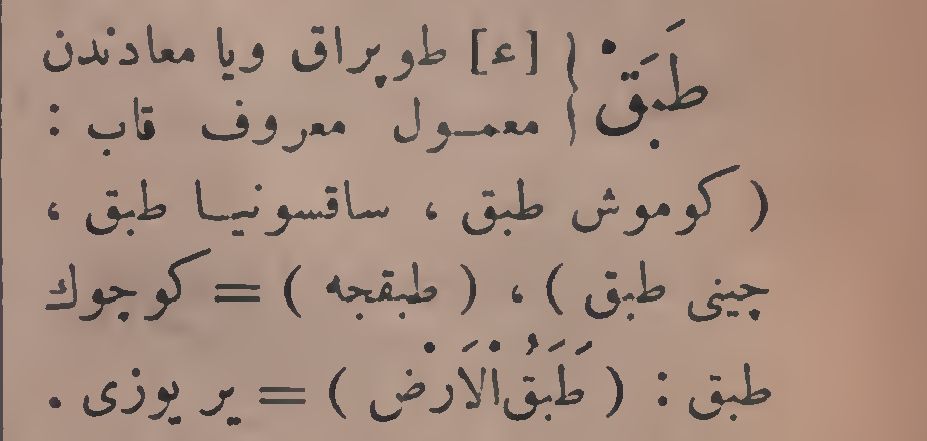 طَبَقْ { [ء] طوپراق ویا معادندن
معمول معروف قاب :
( كوموش طبق ، ساقسونیا طبق ،
چینی طبق ) ، ( طبقجه ) = كوچوك
طبق : ( طَبَقُ الْاَرْض ) = یر یوزی .